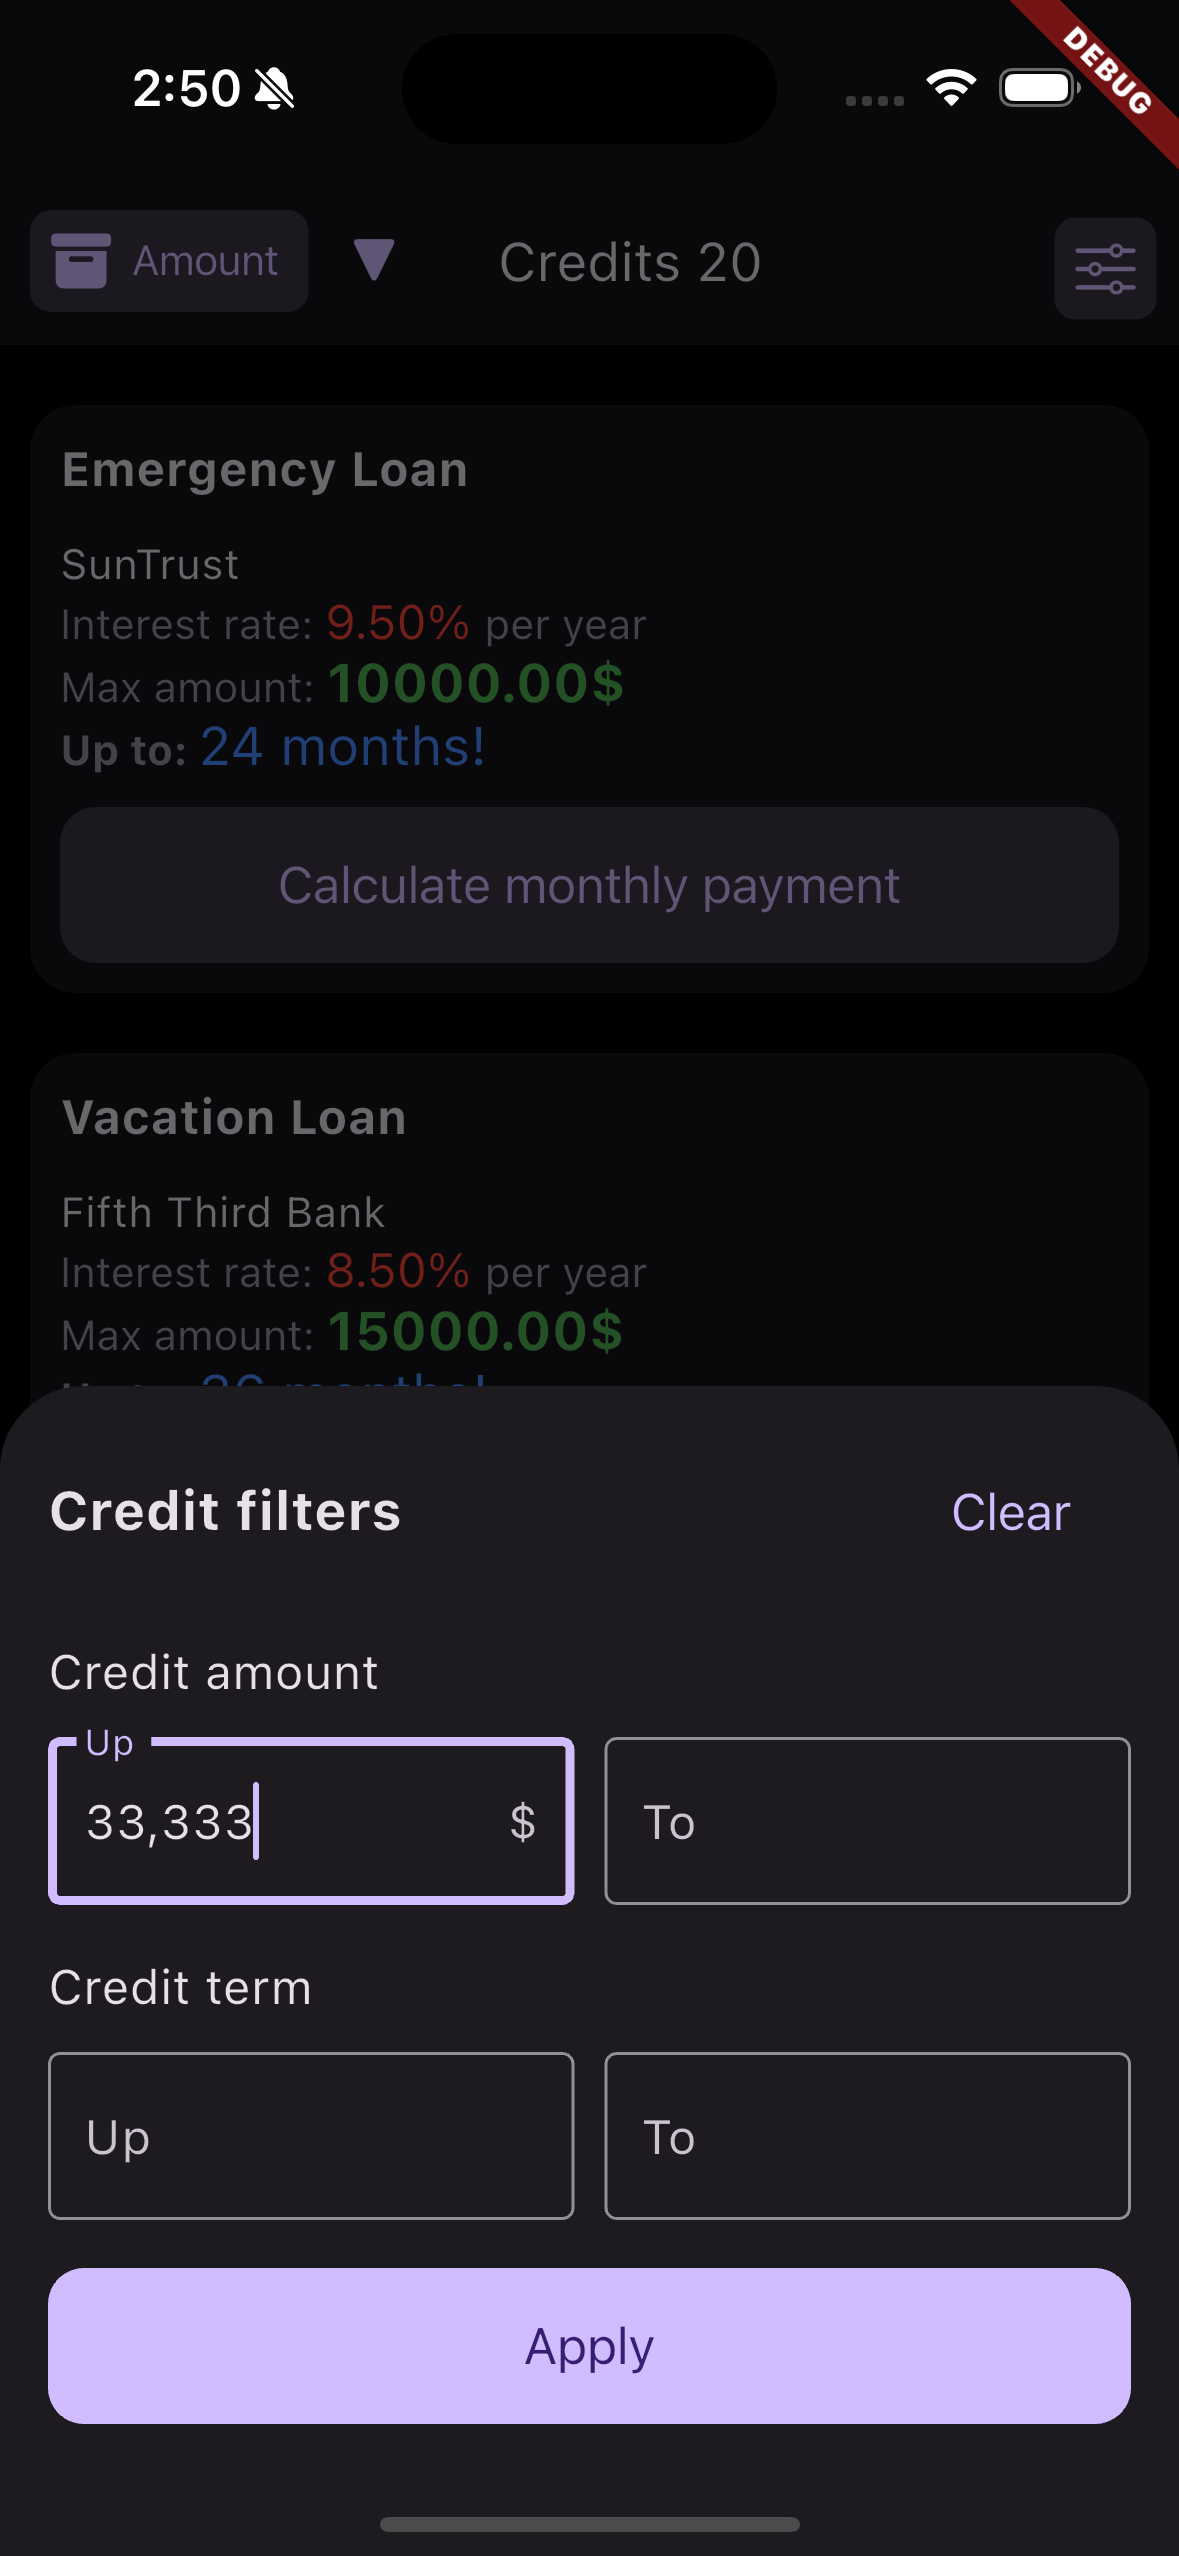 2:50
DEBUG
Amount
Credits 20
Emergency Loan
SunTrust
Interest rate: 9.50% per year
Max amount: 10000.00$
Up to: 24 months!
Calculate monthly payment
Vacation Loan
Fifth Third Bank
Interest rate: 8.50% per year
Max amount: 15000.00$
Credit filters
Clear
Credit amount
Up
33,333 $
To
Credit term
Up
To
Apply